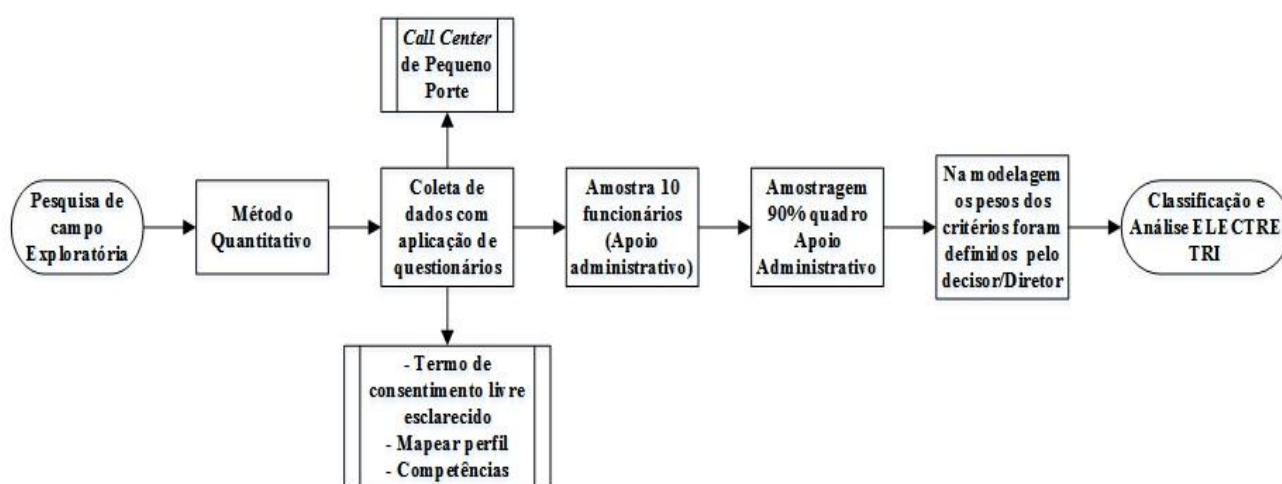 Call Center
de Pequeno
Porte
Pesquisa de
campo
Exploratória
Método
Quantitativo
Coleta de
dados com
aplicação de
questionários
Amostra 10
funcionários
(Apoio
administrativo)
Amostragem
90% quadro
Apoio
Administrativo
Na modelagem
os pesos dos
critérios foram
definidos pelo
decisor/Diretor
Classificação e
Análise ELECTRE
TRI
- Termo de
consentimento livre
esclarecido
- Mapear perfil
- Competências